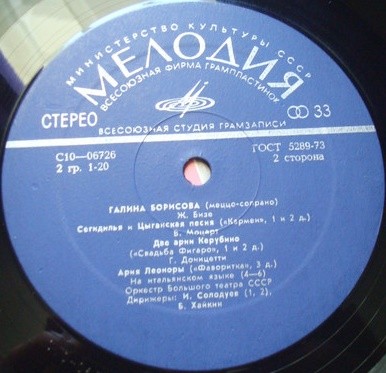 МИНИСТЕРСТВО КУЛЬТУРЫ СССР
МЕЛОДИЯ
ВСЕСОЮЗНАЯ ФИРМА ГРАМПЛАСТИНОК
СТЕРЕО
33
ВСЕСОЮЗНАЯ СТУДИЯ ГРАМЗАПИСИ
С10—06726
ГОСТ 5289-73
2 гр. 1-20
2 сторона
ГАЛИНА БОРИСОВА (меццо-сопрано)
Ж. Бизе
Сегидилья и Цыганская песня («Кармен», 1 и 2 д.)
В. Моцарт
Две арии Керубино
(«Свадьба Фигаро», 1 и 2 д.)
Г. Доницетти
Ария Леоноры («Фаворитка», 3 д.)
На итальянском языке (4—6)
Оркестр Большого театра СССР
Дирижеры: И. Солодуев (1, 2),
Б. Хайкин